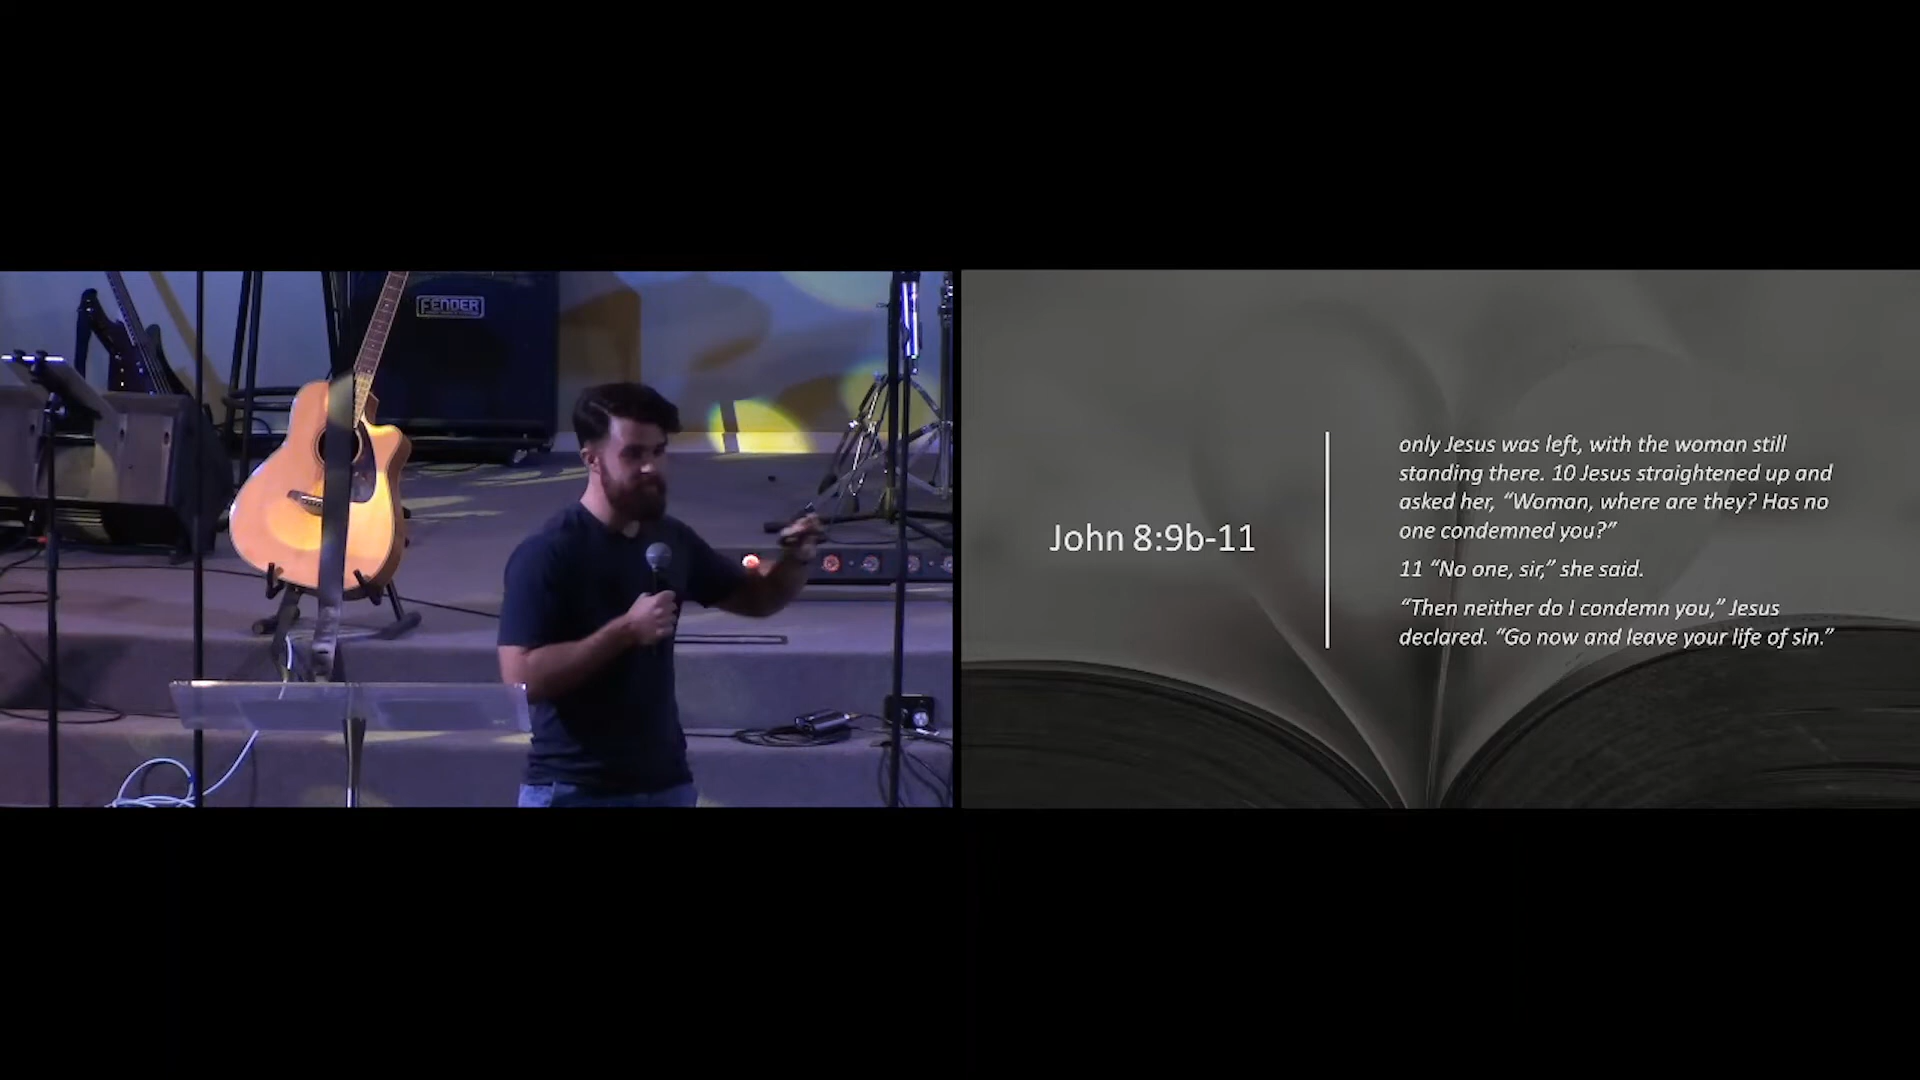 FENDER
John 8:9b-11
only Jesus was left, with the woman still
standing there. 10 Jesus straightened up and
asked her, “Woman, where are they? Has no
one condemned you?”
11 “No one, sir,” she said.
“Then neither do I condemn you,” Jesus
declared. “Go now and leave your life of sin.”